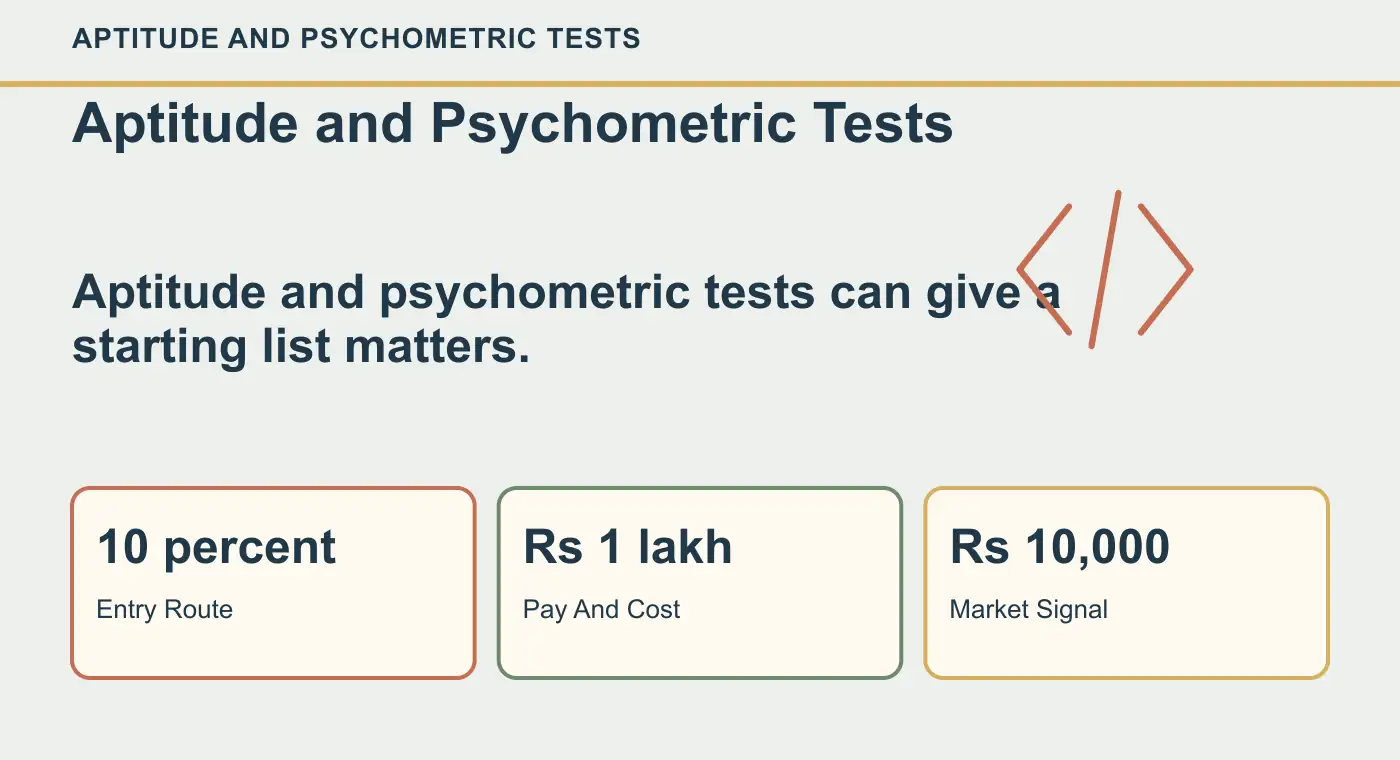 APTITUDE AND PSYCHOMETRIC TESTS
Aptitude and Psychometric Tests
Aptitude and psychometric tests can give a
starting list matters.
10 percent
Entry Route
Rs 1 lakh
Pay And Cost
Rs 10,000
Market Signal